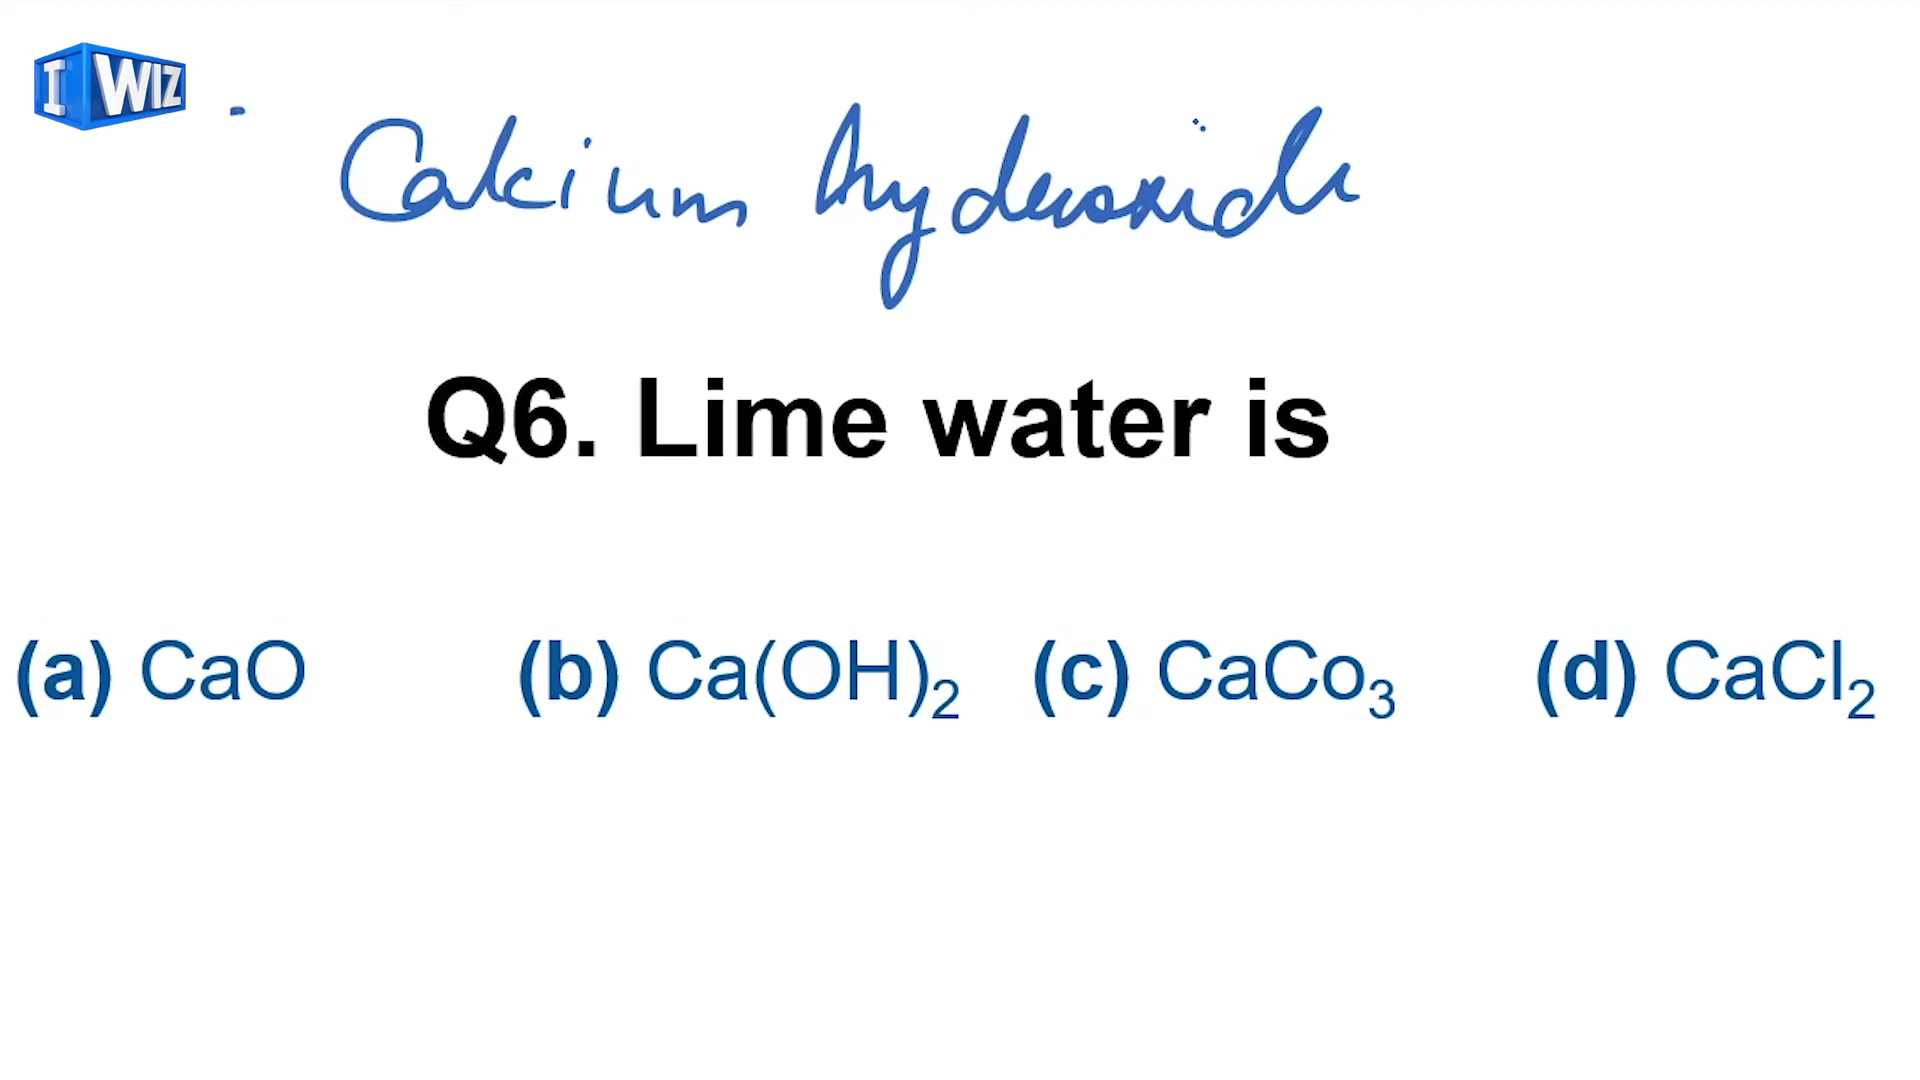 I WIZ
Calcium hydroxide
Q6. Lime water is
(a) CaO (b) Ca(OH)₂ (c) CaCo₃ (d) CaCl₂